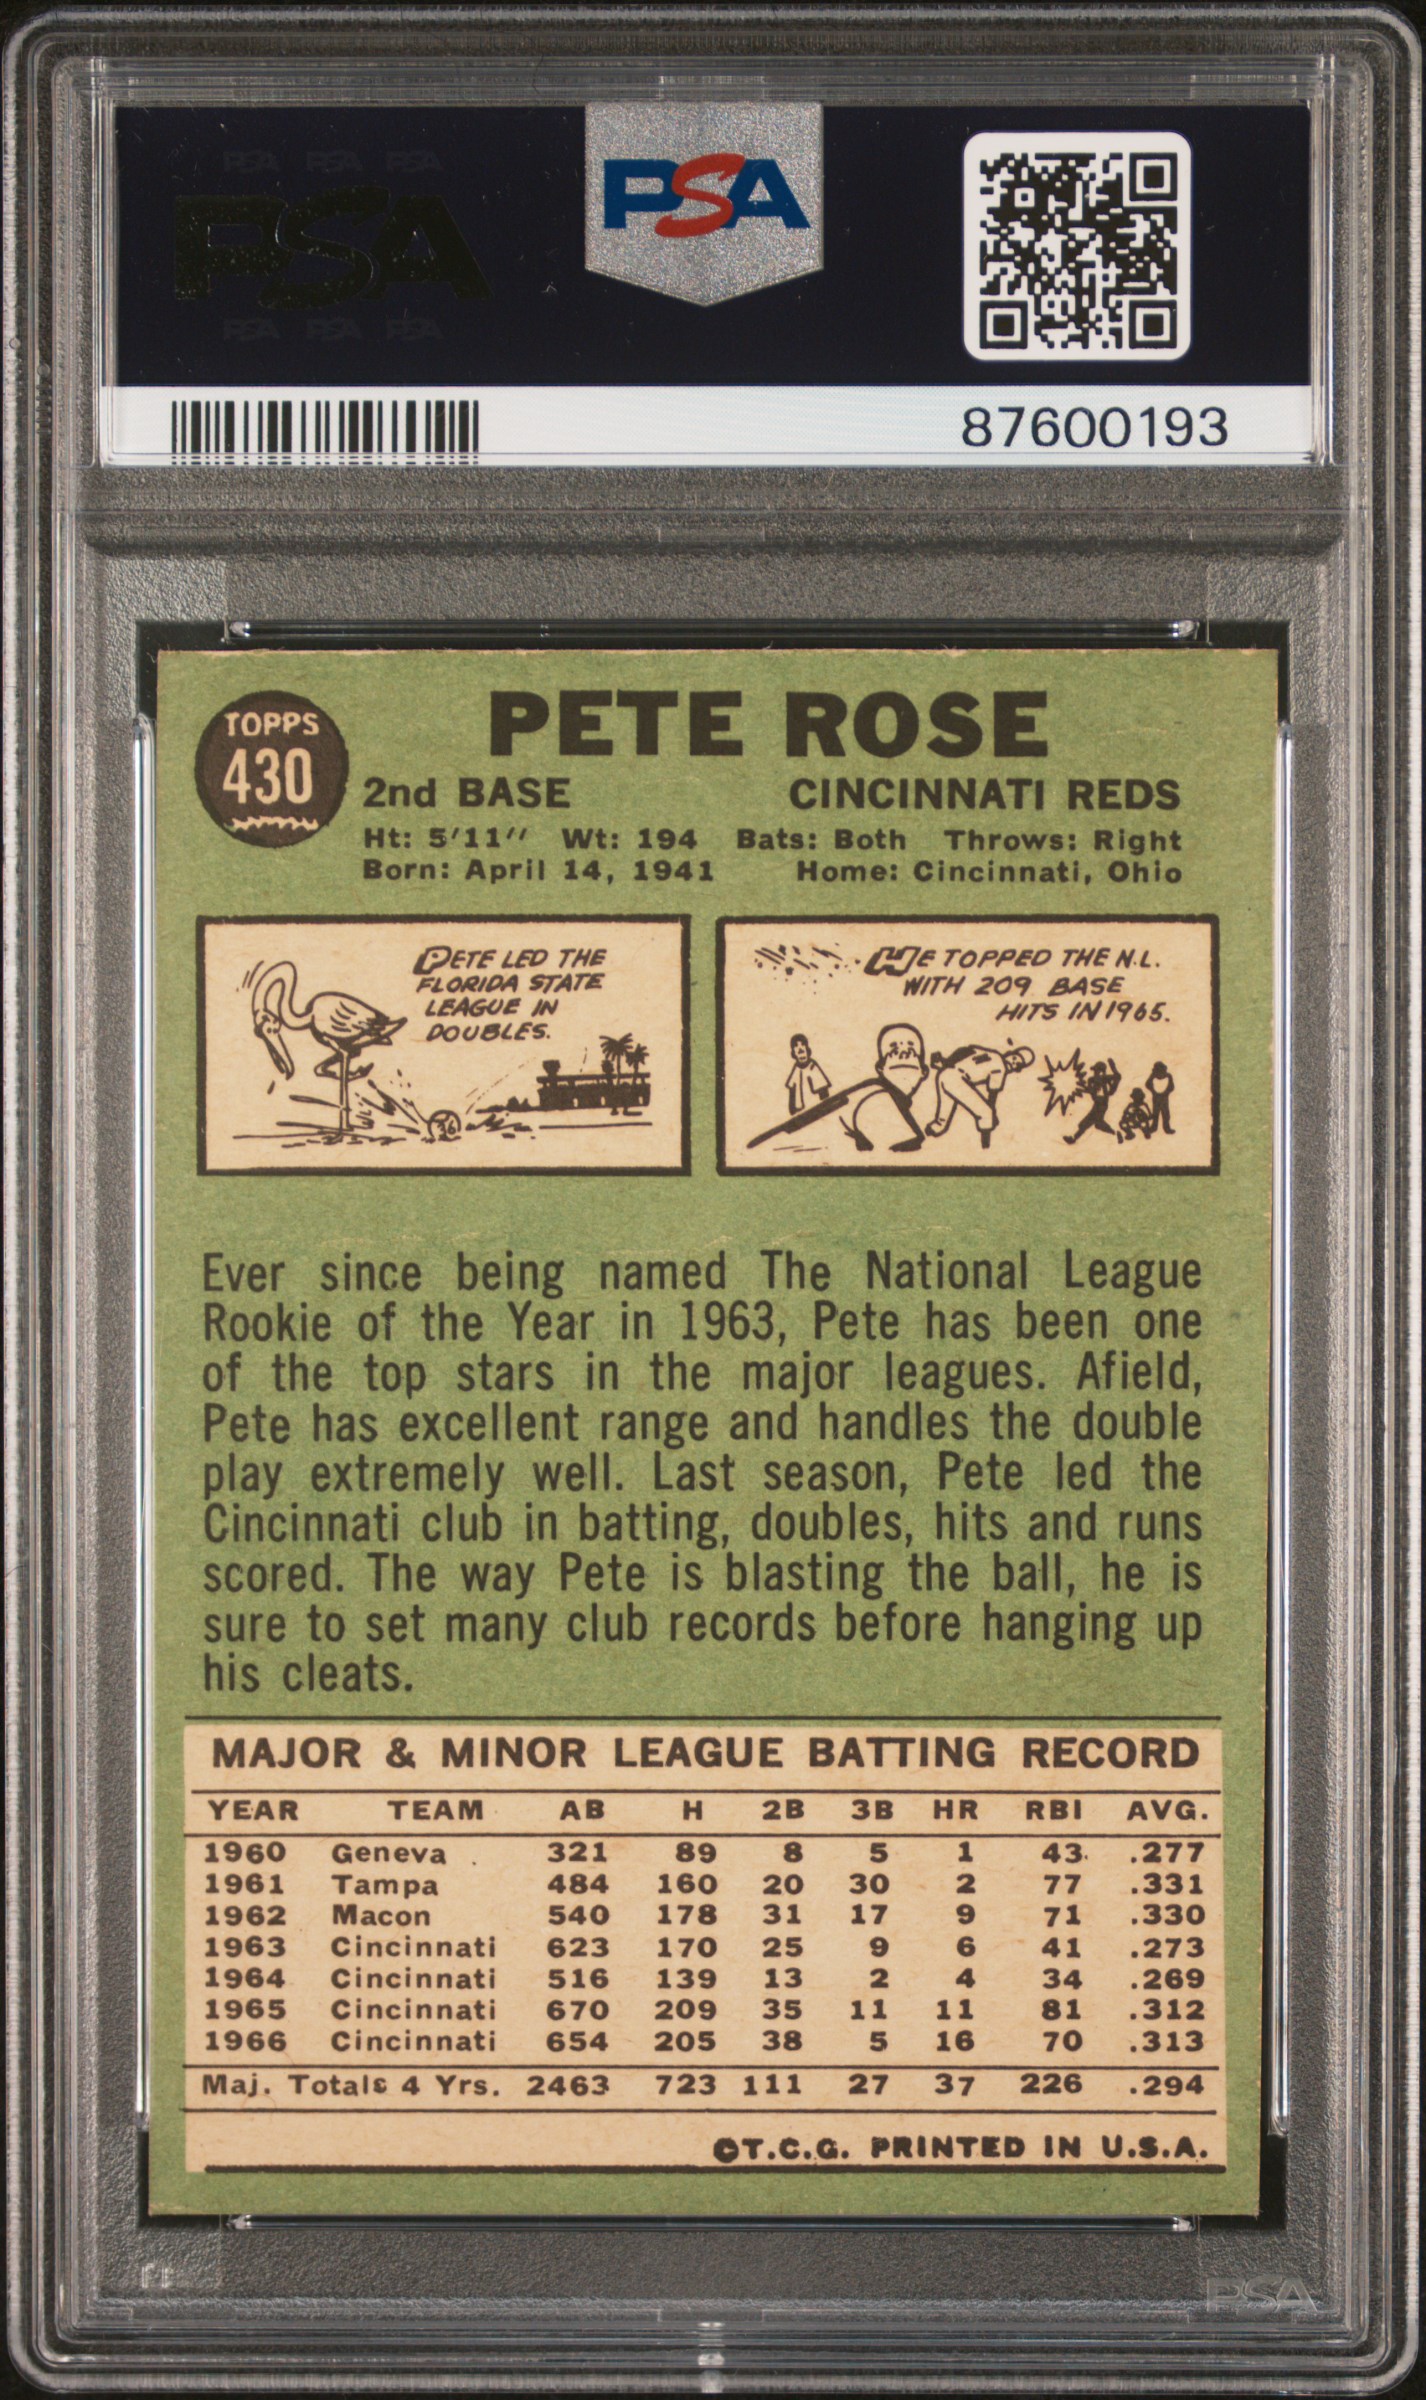 PSA PSA PSA
PSA
PSA PSA PSA
PSA
87600193
TOPPS
430
PETE ROSE
2nd BASE CINCINNATI REDS
Ht: 5'11" Wt: 194 Bats: Both Throws: Right
Born: April 14, 1941 Home: Cincinnati, Ohio
PETE LED THE
FLORIDA STATE
LEAGUE IN
DOUBLES.
36
HE TOPPED THE N.L.
WITH 209 BASE
HITS IN 1965.
Ever since being named The National League
Rookie of the Year in 1963, Pete has been one
of the top stars in the major leagues. Afield,
Pete has excellent range and handles the double
play extremely well. Last season, Pete led the
Cincinnati club in batting, doubles, hits and runs
scored. The way Pete is blasting the ball, he is
sure to set many club records before hanging up
his cleats.
MAJOR & MINOR LEAGUE BATTING RECORD
YEAR TEAM AB H 2B 3B HR RBI AVG.
1960 Geneva 321 89 8 5 1 43 .277
1961 Tampa 484 160 20 30 2 77 .331
1962 Macon 540 178 31 17 9 71 .330
1963 Cincinnati 623 170 25 9 6 41 .273
1964 Cincinnati 516 139 13 2 4 34 .269
1965 Cincinnati 670 209 35 11 11 81 .312
1966 Cincinnati 654 205 38 5 16 70 .313
Maj. Totals 4 Yrs. 2463 723 111 27 37 226 .294
©T.C.G. PRINTED IN U.S.A.
PSA